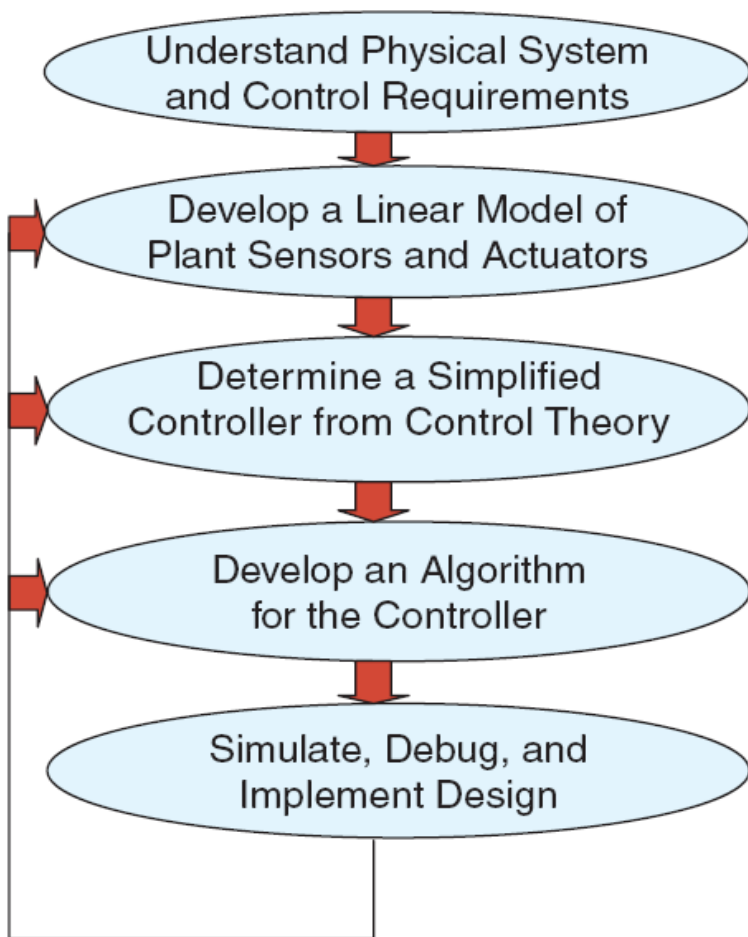 Understand Physical System
and Control Requirements
Develop a Linear Model of
Plant Sensors and Actuators
Determine a Simplified
Controller from Control Theory
Develop an Algorithm
for the Controller
Simulate, Debug, and
Implement Design